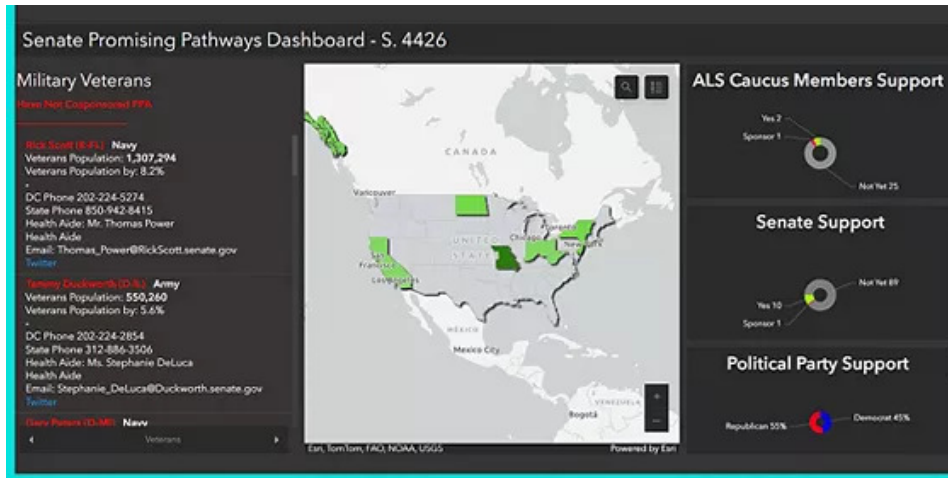 Senate Promising Pathways Dashboard - S. 4426
Military Veterans
Have Not Cosponsored PPA
Rick Scott (R-FL) Navy
Veterans Population: 1,307,294
Veterans Population by: 8.2%
-
DC Phone 202-224-5274
State Phone 850-942-8415
Health Aide: Mr. Thomas Power
Health Aide
Email: Thomas_Power@RickScott.senate.gov
Twitter
Tammy Duckworth (D-IL) Army
Veterans Population: 550,260
Veterans Population by: 5.6%
-
DC Phone 202-224-2854
State Phone 312-886-3506
Health Aide: Ms. Stephanie DeLuca
Health Aide
Email: Stephanie_DeLuca@Duckworth.senate.gov
Twitter
Gary Peters (D-MI) Navy
Veterans
CANADA
Vancouver
Toronto
Chicago
New York
UNITED
STATES
San
Francisco
Los Angeles
MÉXICO
Mexico City
VENEZUELA
Bogotá
+
−
Esri, TomTom, FAO, NOAA, USGS
Powered by Esri
ALS Caucus Members Support
Yes 2
Sponsor 1
Not Yet 25
Senate Support
Not Yet 89
Yes 10
Sponsor 1
Political Party Support
Republican 55%
Democrat 45%